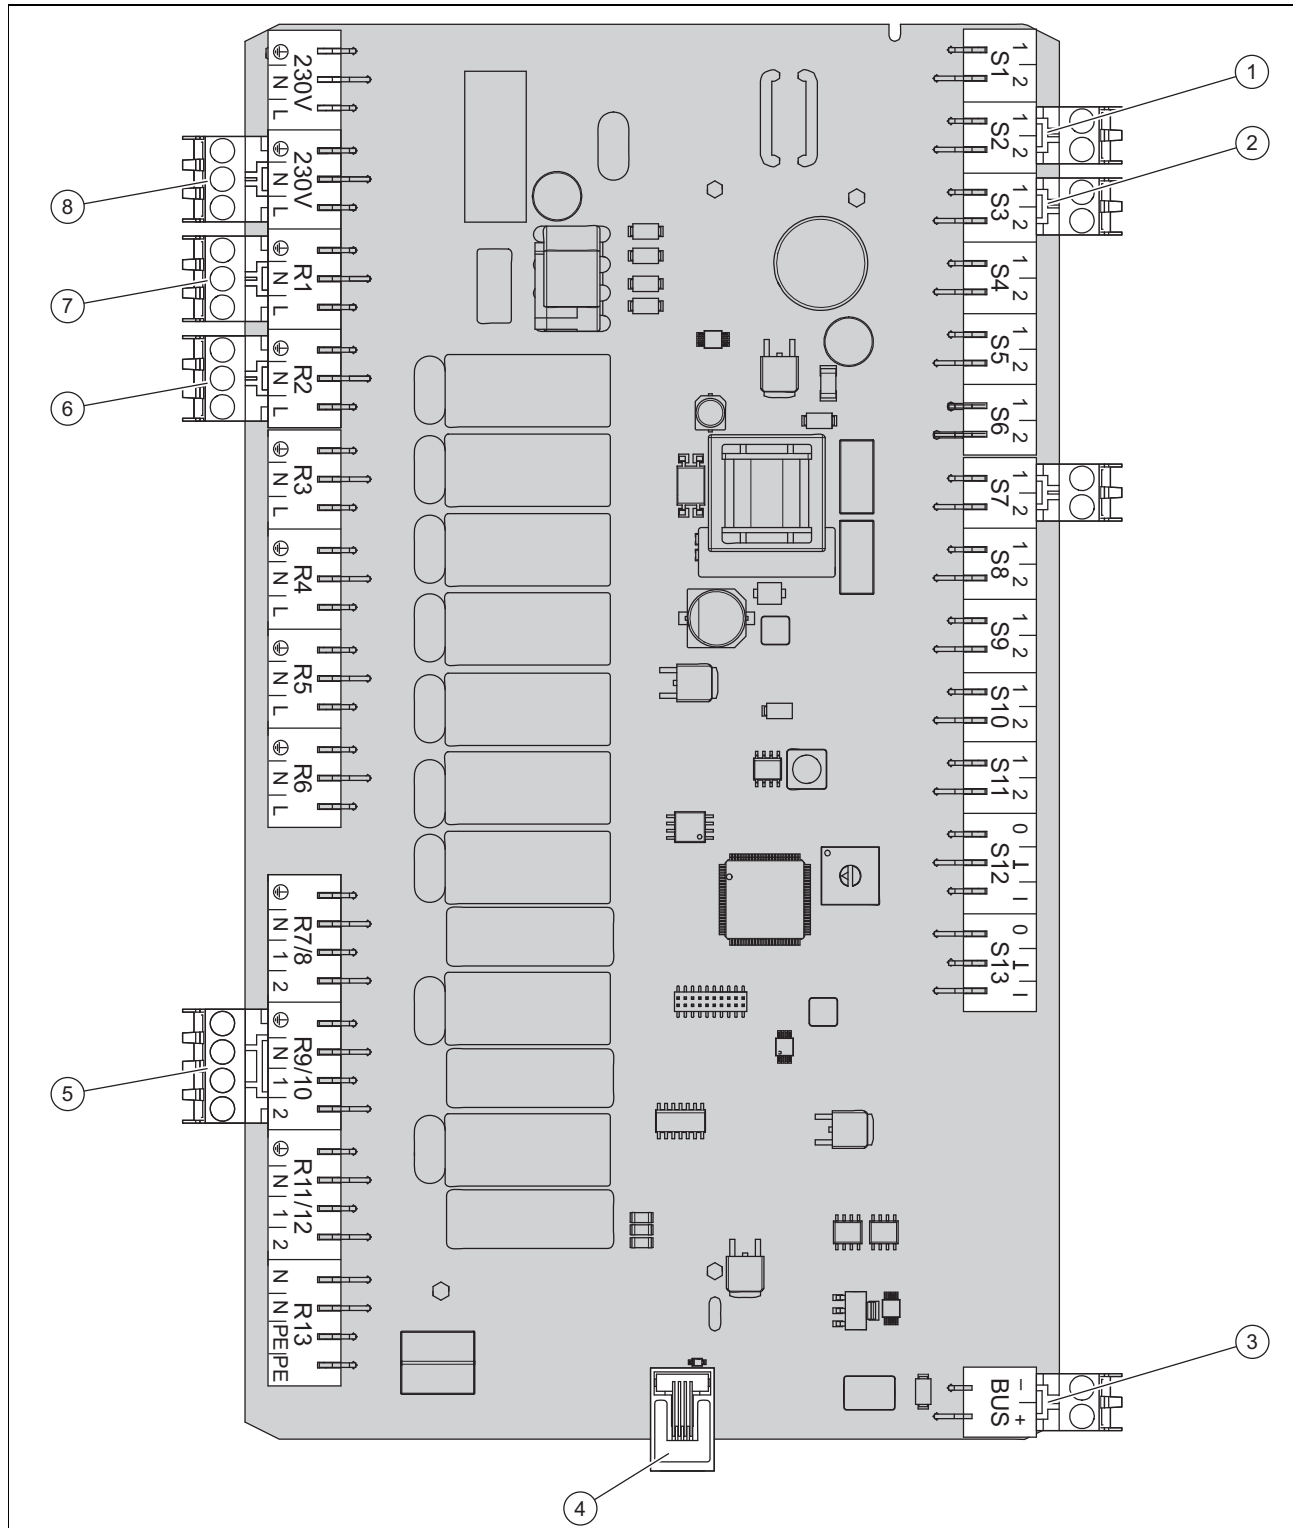 ⏚ N L 230V
⏚ N L 230V
⏚ N L R1
⏚ N L R2
⏚ N L R3
⏚ N L R4
⏚ N L R5
⏚ N L R6
⏚ N 1 2 R7/8
⏚ N 1 2 R9/10
⏚ N 1 2 R11/12
N N PE PE R13
S1 1 2
S2 1 2
S3 1 2
S4 1 2
S5 1 2
S6 1 2
S7 1 2
S8 1 2
S9 1 2
S10 1 2
S11 1 2
S12 0 ⊥ I
S13 0 ⊥ I
BUS - +
1
2
3
4
5
6
7
8